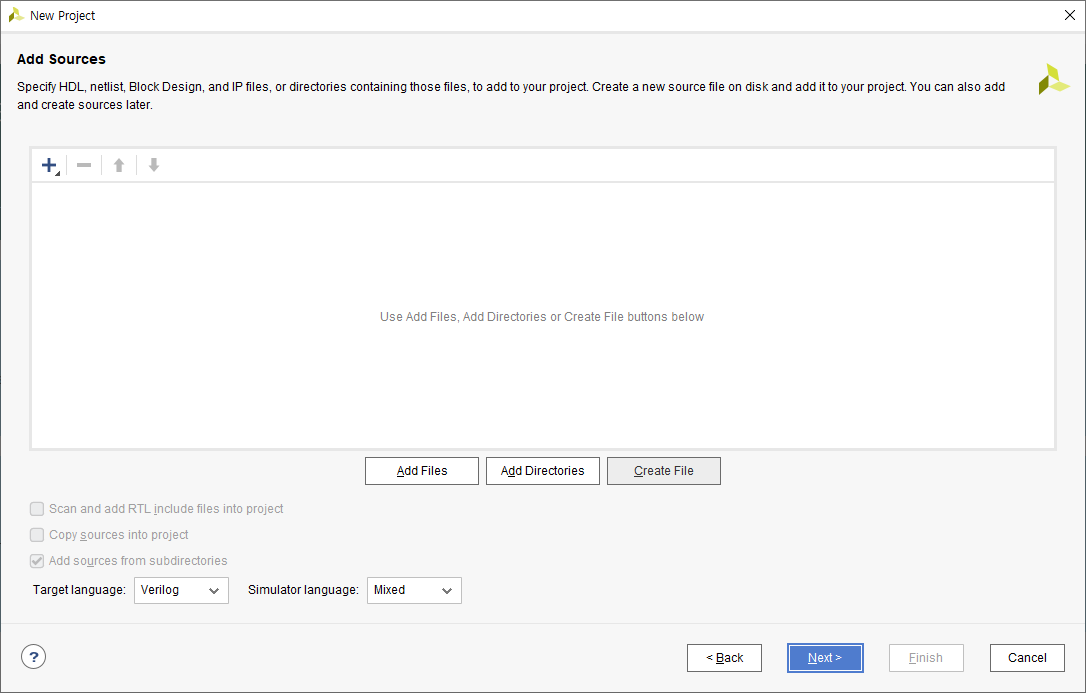 New Project
Add Sources
Specify HDL, netlist, Block Design, and IP files, or directories containing those files, to add to your project. Create a new source file on disk and add it to your project. You can also add
and create sources later.
Use Add Files, Add Directories or Create File buttons below
Add Files
Add Directories
Create File
Scan and add RTL include files into project
Copy sources into project
Add sources from subdirectories
Target language: Verilog Simulator language: Mixed
? < Back Next > Finish Cancel